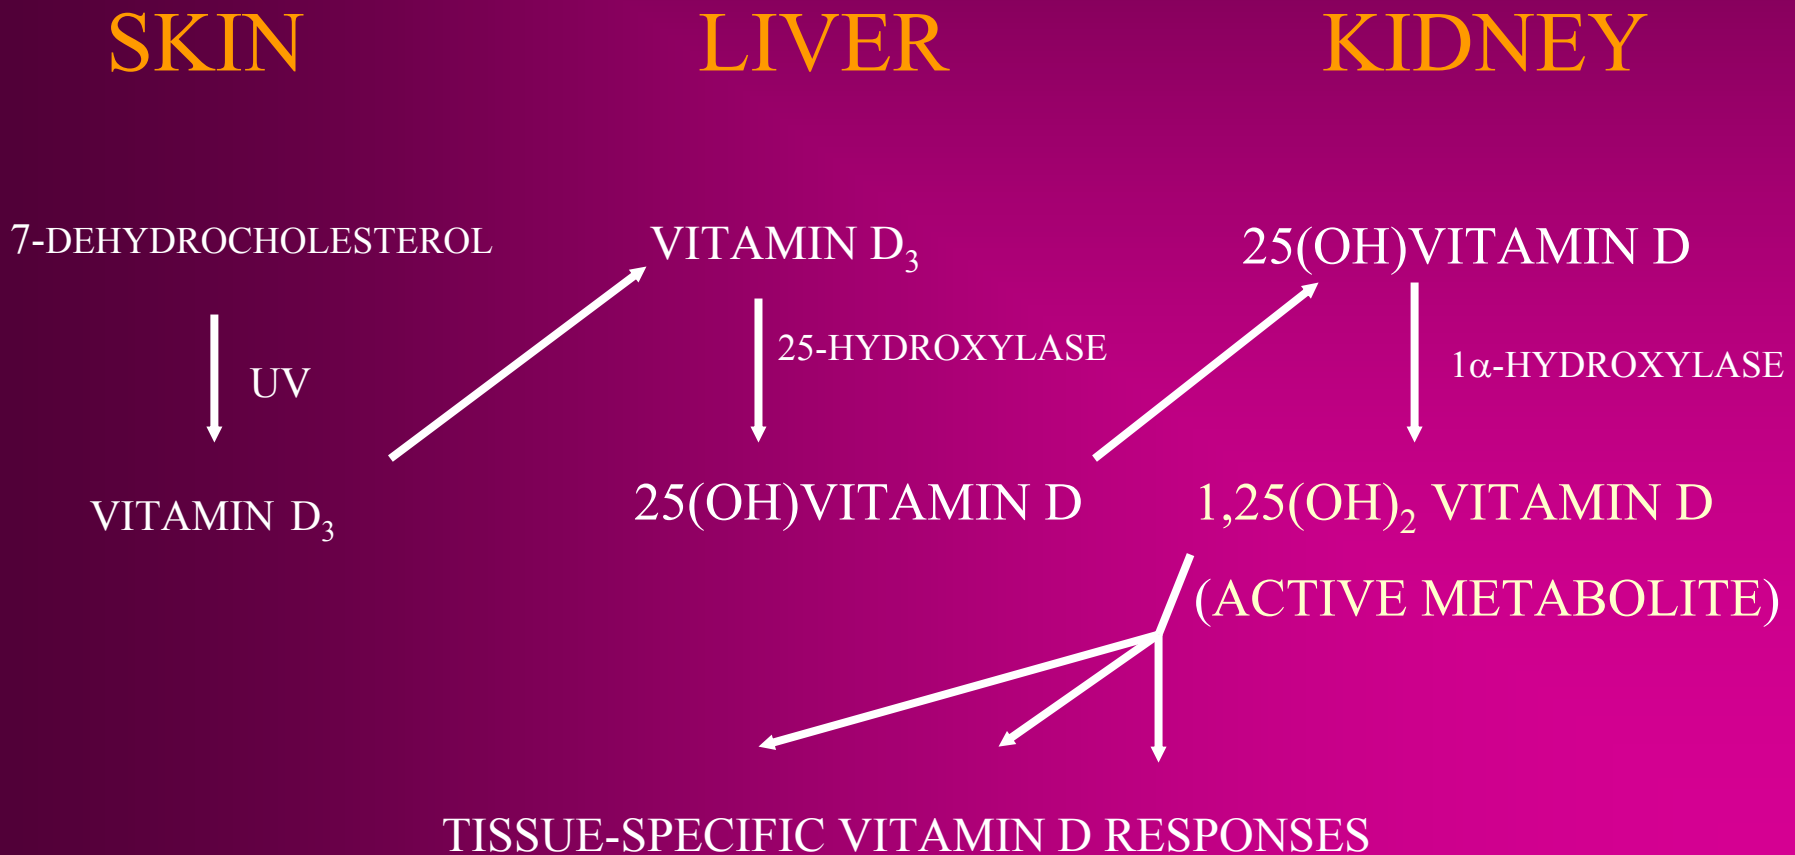 SKIN LIVER KIDNEY
7-DEHYDROCHOLESTEROL VITAMIN D₃ 25(OH)VITAMIN D
UV 25-HYDROXYLASE 1α-HYDROXYLASE
VITAMIN D₃ 25(OH)VITAMIN D 1,25(OH)₂ VITAMIN D
(ACTIVE METABOLITE)
TISSUE-SPECIFIC VITAMIN D RESPONSES